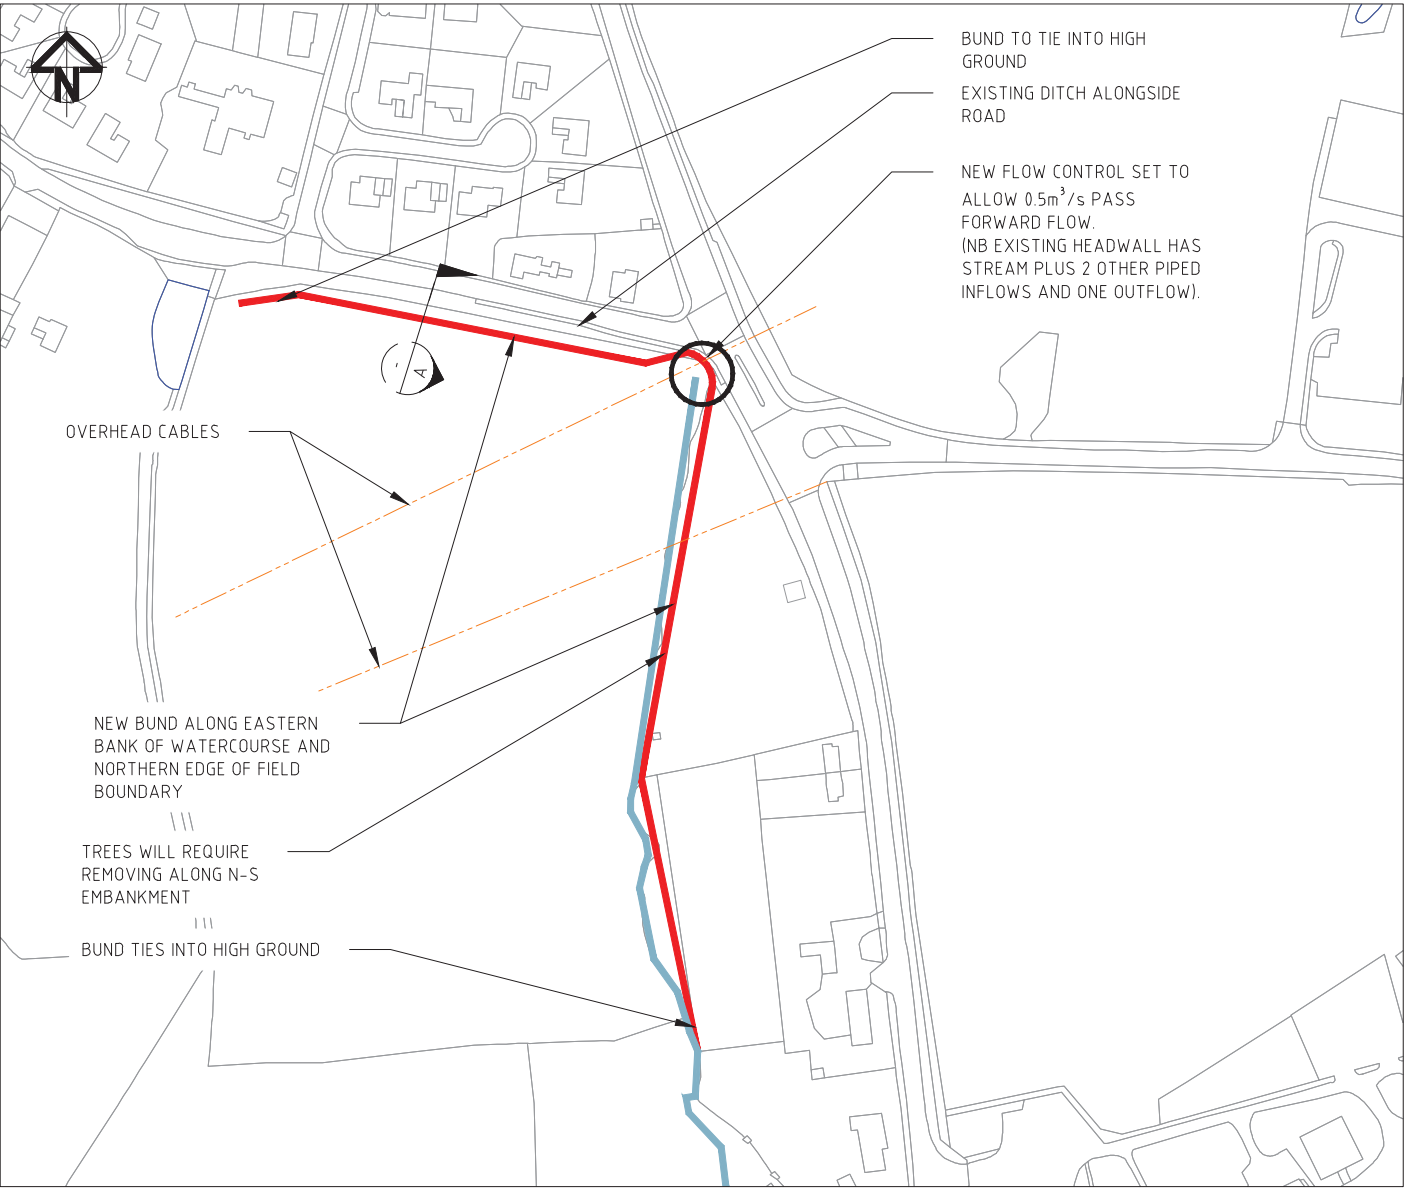 N
BUND TO TIE INTO HIGH
GROUND
EXISTING DITCH ALONGSIDE
ROAD
NEW FLOW CONTROL SET TO
ALLOW 0.5m³/s PASS
FORWARD FLOW.
(NB EXISTING HEADWALL HAS
STREAM PLUS 2 OTHER PIPED
INFLOWS AND ONE OUTFLOW).
-
A
OVERHEAD CABLES
NEW BUND ALONG EASTERN
BANK OF WATERCOURSE AND
NORTHERN EDGE OF FIELD
BOUNDARY
TREES WILL REQUIRE
REMOVING ALONG N-S
EMBANKMENT
BUND TIES INTO HIGH GROUND